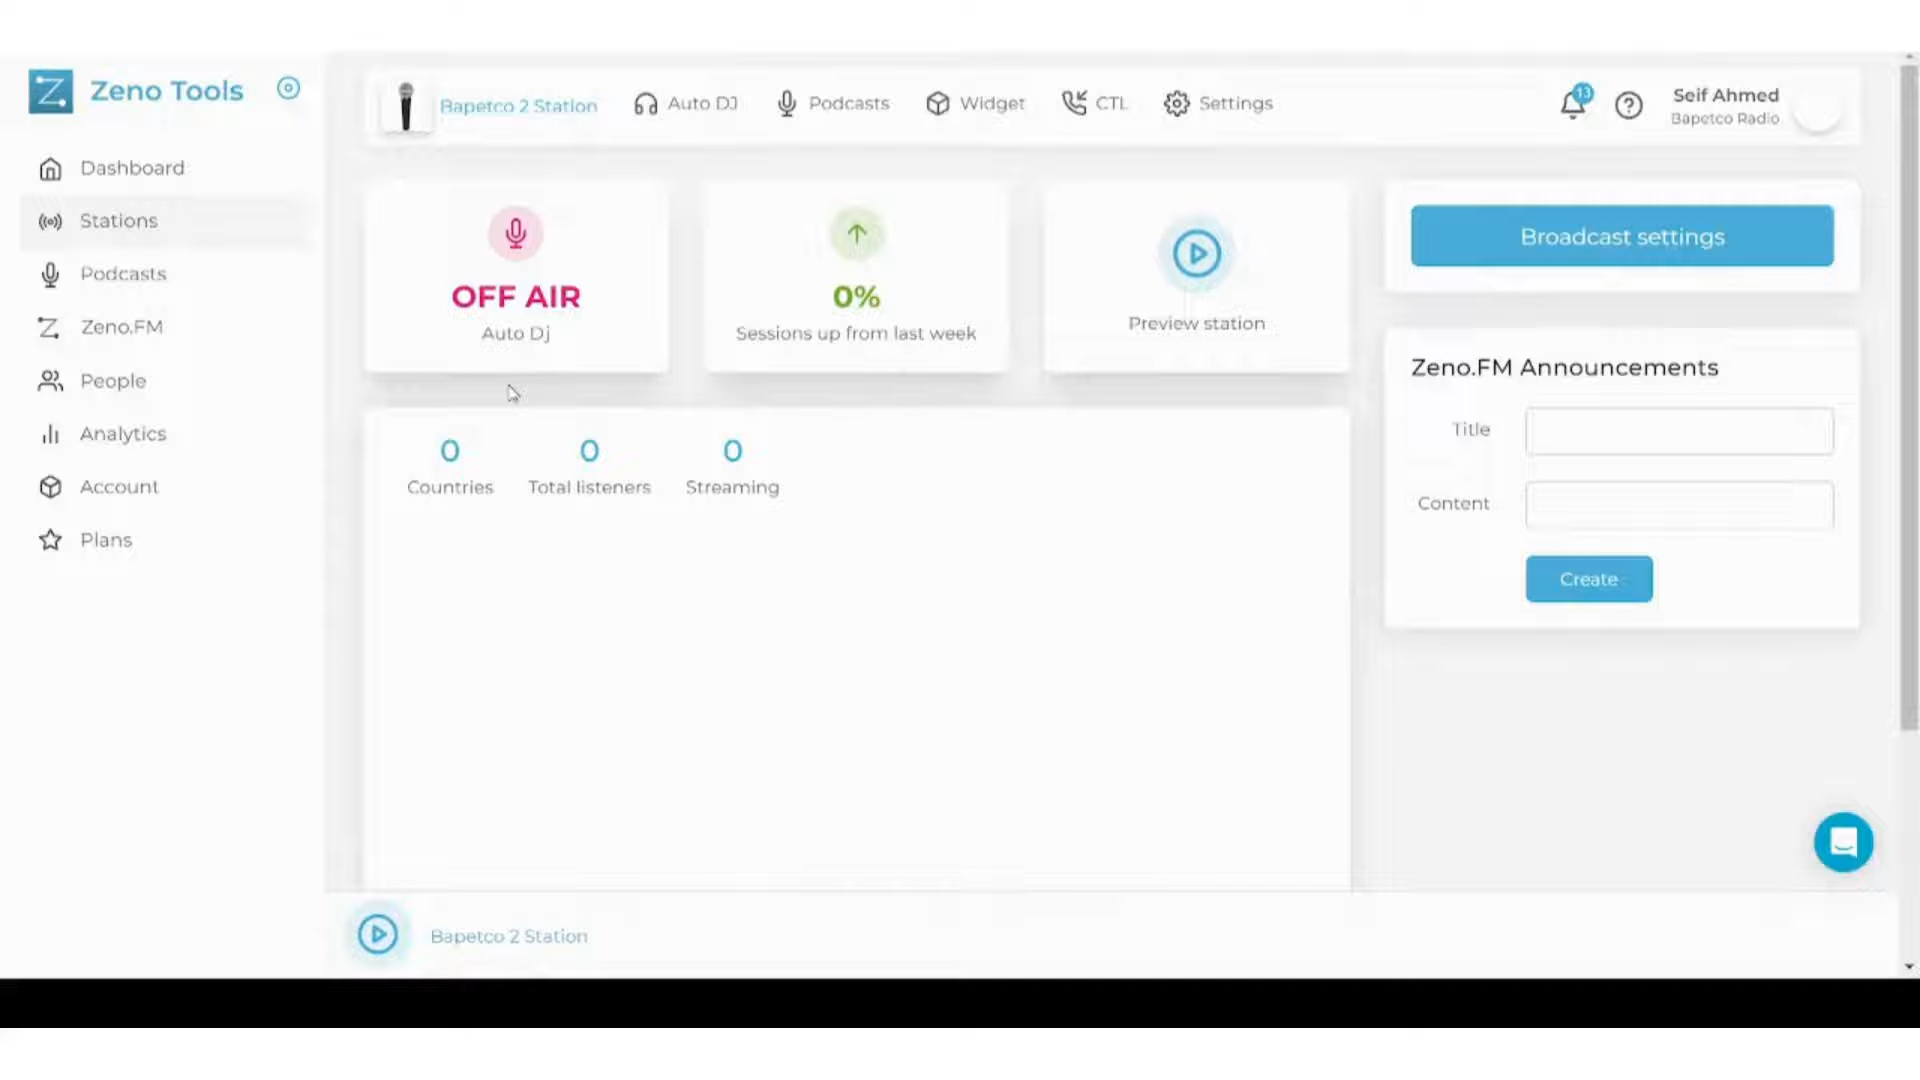 Zeno Tools
Bapetco 2 Station
Auto DJ
Podcasts
Widget
CTL
Settings
13
Seif Ahmed
Bapetco Radio
Dashboard
Stations
Podcasts
Zeno.FM
People
Analytics
Account
Plans
OFF AIR
Auto Dj
0%
Sessions up from last week
Preview station
Broadcast settings
Zeno.FM Announcements
Title
Content
Create
0
Countries
0
Total listeners
0
Streaming
Bapetco 2 Station